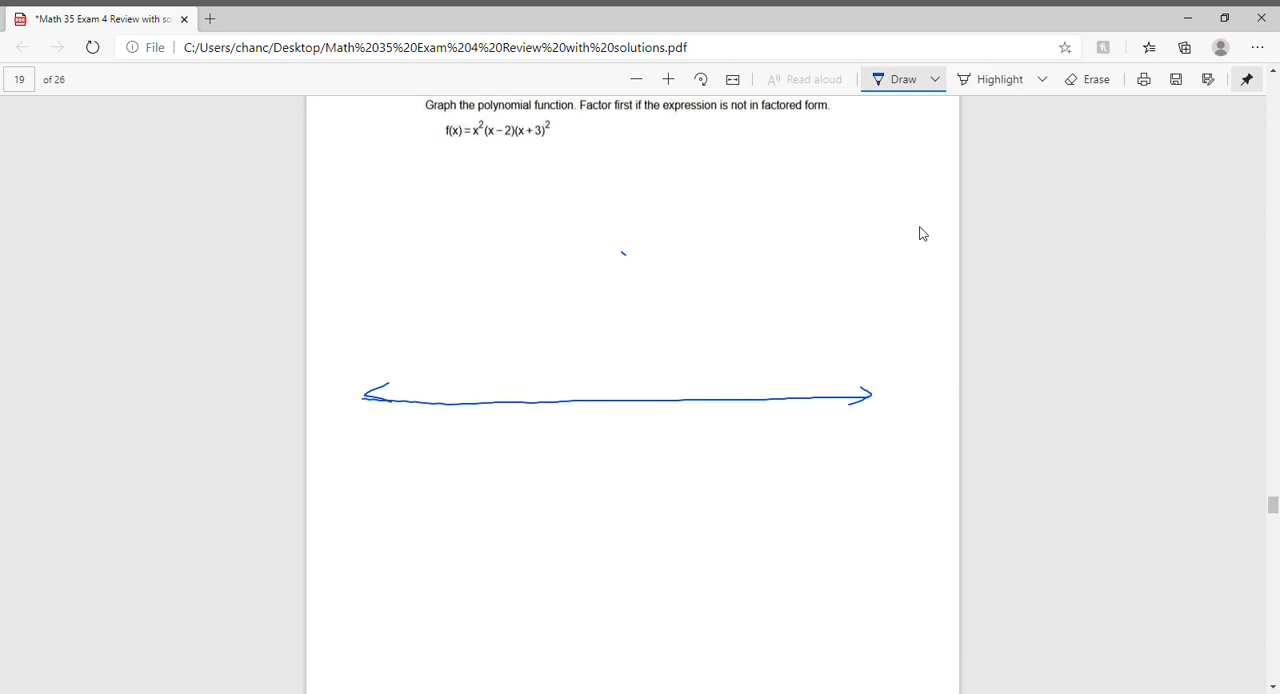 *Math 35 Exam 4 Review with so
File C:/Users/chanc/Desktop/Math%2035%20Exam%204%20Review%20with%20solutions.pdf
19 of 26 Read aloud Draw Highlight Erase
Graph the polynomial function. Factor first if the expression is not in factored form.
f(x) = x²(x − 2)(x + 3)²